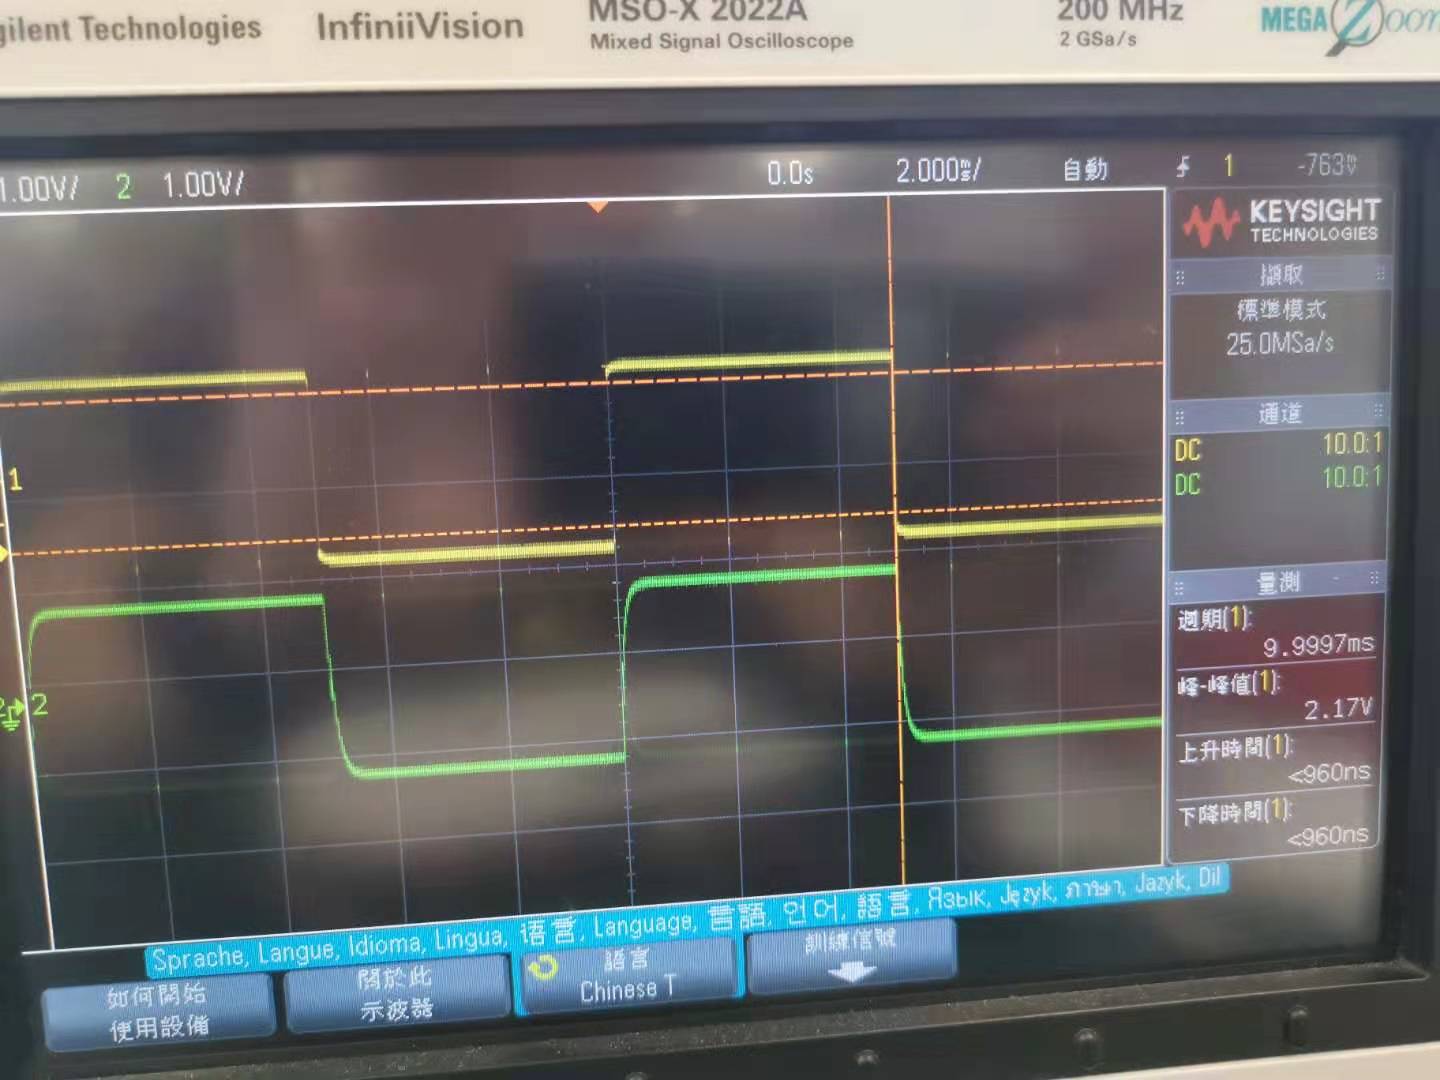 gilent Technologies
InfiniiVision
MSO-X 2022A
Mixed Signal Oscilloscope
200 MHz
2 GSa/s
MEGA Zoom
1.00V/ 2 1.00V/ 0.0s 2.000ms/ 自動 1 -763mV
KEYSIGHT
TECHNOLOGIES
擷取
標準模式
25.0MSa/s
通道
DC 10.0:1
DC 10.0:1
量測
週期(1):
9.9997ms
峰-峰值(1):
2.17V
上升時間(1):
<960ns
下降時間(1):
<960ns
1
2
Sprache, Langue, Idioma, Lingua, 语言, Language, 言語, 언어, 語言, Язык, Język, ภาษา, Jazyk, Dil
如何開始
使用設備
關於此
示波器
語言
Chinese T
訓練信號